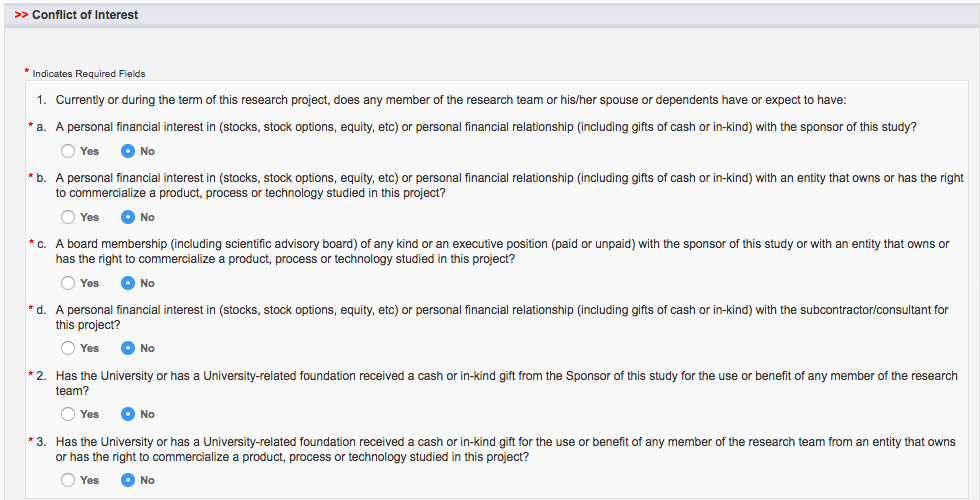 >> Conflict of Interest
* Indicates Required Fields
1. Currently or during the term of this research project, does any member of the research team or his/her spouse or dependents have or expect to have:
* a. A personal financial interest in (stocks, stock options, equity, etc) or personal financial relationship (including gifts of cash or in-kind) with the sponsor of this study?
Yes No
* b. A personal financial interest in (stocks, stock options, equity, etc) or personal financial relationship (including gifts of cash or in-kind) with an entity that owns or has the right
to commercialize a product, process or technology studied in this project?
Yes No
* c. A board membership (including scientific advisory board) of any kind or an executive position (paid or unpaid) with the sponsor of this study or with an entity that owns or
has the right to commercialize a product, process or technology studied in this project?
Yes No
* d. A personal financial interest in (stocks, stock options, equity, etc) or personal financial relationship (including gifts of cash or in-kind) with the subcontractor/consultant for
this project?
Yes No
* 2. Has the University or has a University-related foundation received a cash or in-kind gift from the Sponsor of this study for the use or benefit of any member of the research
team?
Yes No
* 3. Has the University or has a University-related foundation received a cash or in-kind gift for the use or benefit of any member of the research team from an entity that owns
or has the right to commercialize a product, process or technology studied in this project?
Yes No